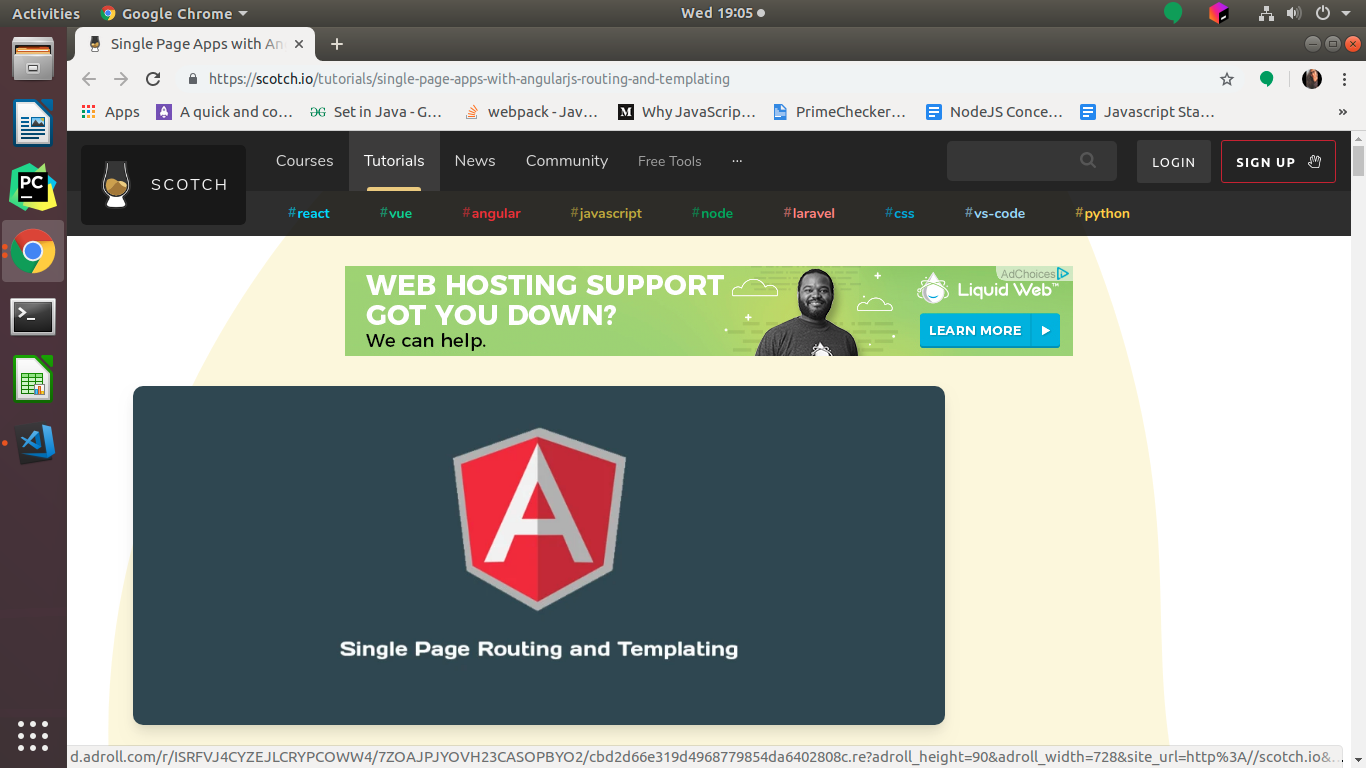 Activities
Google Chrome
Wed 19:05
Single Page Apps with An
https://scotch.io/tutorials/single-page-apps-with-angularjs-routing-and-templating
Apps
A quick and co…
Set in Java - G…
webpack - Jav…
Why JavaScrip…
PrimeChecker…
NodeJS Conce…
Javascript Sta…
»
SCOTCH
Courses
Tutorials
News
Community
Free Tools
...
LOGIN
SIGN UP
#react
#vue
#angular
#javascript
#node
#laravel
#css
#vs-code
#python
WEB HOSTING SUPPORT
GOT YOU DOWN?
We can help.
AdChoices
Liquid Web™
LEARN MORE
A
Single Page Routing and Templating
PC
d.adroll.com/r/ISRFVJ4CYZEJLCRYPCOWW4/7ZOAJPJYOVH23CASOPBYO2/cbd2d66e319d4968779854da6402808c.re?adroll_height=90&adroll_width=728&site_url=http%3A//scotch.io&…